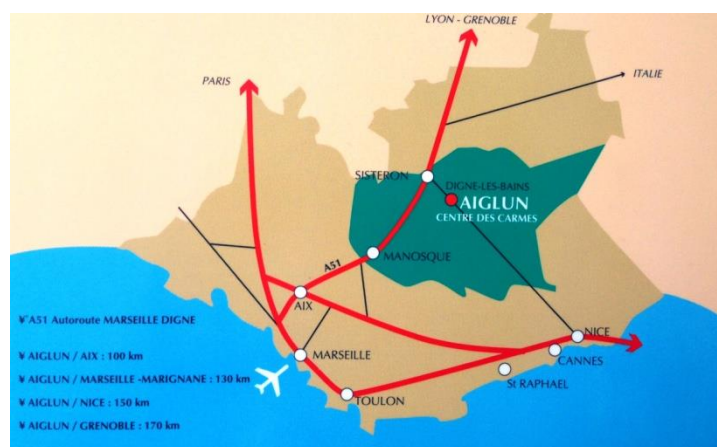 LYON - GRENOBLE
PARIS
ITALIE
SISTERON
DIGNE-LES-BAINS
AIGLUN
CENTRE DES CARMES
MANOSQUE
A51
AIX
¥ A51 Autoroute MARSEILLE DIGNE
NICE
MARSEILLE
CANNES
¥ AIGLUN / AIX : 100 km
St RAPHAEL
¥ AIGLUN / MARSEILLE -MARIGNANE : 130 km
TOULON
¥ AIGLUN / NICE : 150 km
¥ AIGLUN / GRENOBLE : 170 km